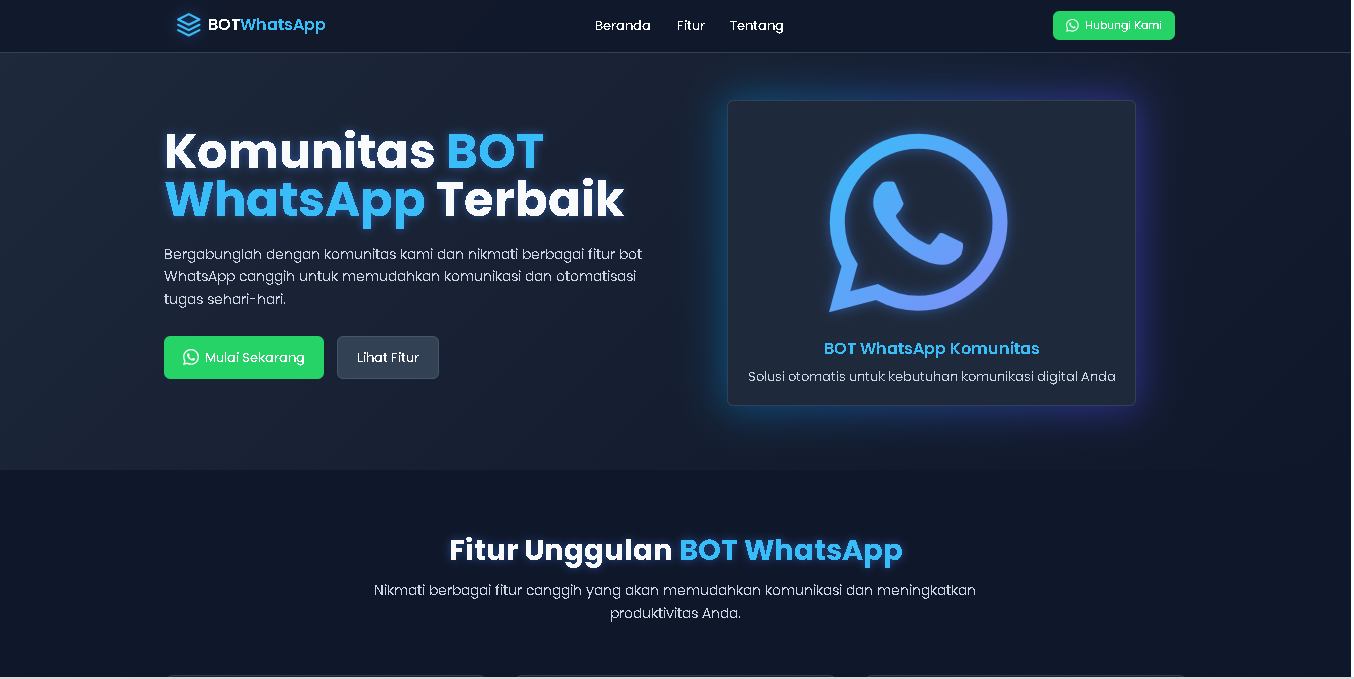 BOTWhatsApp
Beranda
Fitur
Tentang
Hubungi Kami
Komunitas BOT
WhatsApp Terbaik
Bergabunglah dengan komunitas kami dan nikmati berbagai fitur bot
WhatsApp canggih untuk memudahkan komunikasi dan otomatisasi
tugas sehari-hari.
Mulai Sekarang
Lihat Fitur
BOT WhatsApp Komunitas
Solusi otomatis untuk kebutuhan komunikasi digital Anda
Fitur Unggulan BOT WhatsApp
Nikmati berbagai fitur canggih yang akan memudahkan komunikasi dan meningkatkan
produktivitas Anda.